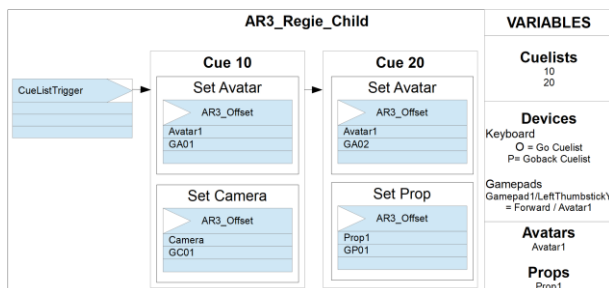 AR3_Regie_Child
CueListTrigger
Cue 10
Set Avatar
AR3_Offset
Avatar1
GA01
Set Camera
AR3_Offset
Camera
GC01
Cue 20
Set Avatar
AR3_Offset
Avatar1
GA02
Set Prop
AR3_Offset
Prop1
GP01
VARIABLES
Cuelists
10
20
Devices
Keyboard
O = Go Cuelist
P= Goback Cuelist
Gamepads
Gamepad1/LeftThumbstickY
= Forward / Avatar1
Avatars
Avatar1
Props
Prop1